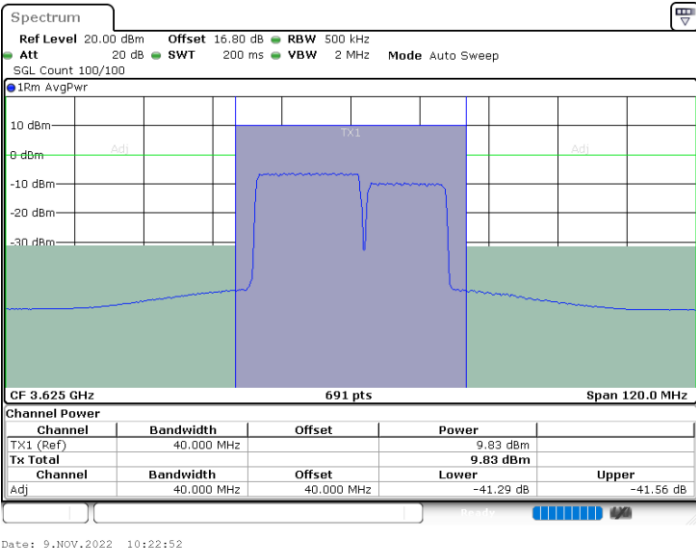 Spectrum
Ref Level 20.00 dBm Offset 16.80 dB RBW 500 kHz
Att 20 dB SWT 200 ms VBW 2 MHz Mode Auto Sweep
SGL Count 100/100
1Rm AvgPwr
10 dBm
TX1
Adj
Adj
0 dBm
-10 dBm
-20 dBm
-30 dBm
CF 3.625 GHz 691 pts Span 120.0 MHz
Channel Power
Channel Bandwidth Offset Power
TX1 (Ref) 40.000 MHz 9.83 dBm
Tx Total 9.83 dBm
Channel Bandwidth Offset Lower Upper
Adj 40.000 MHz 40.000 MHz -41.29 dB -41.56 dB
Ready
Date: 9.NOV.2022 10:22:52